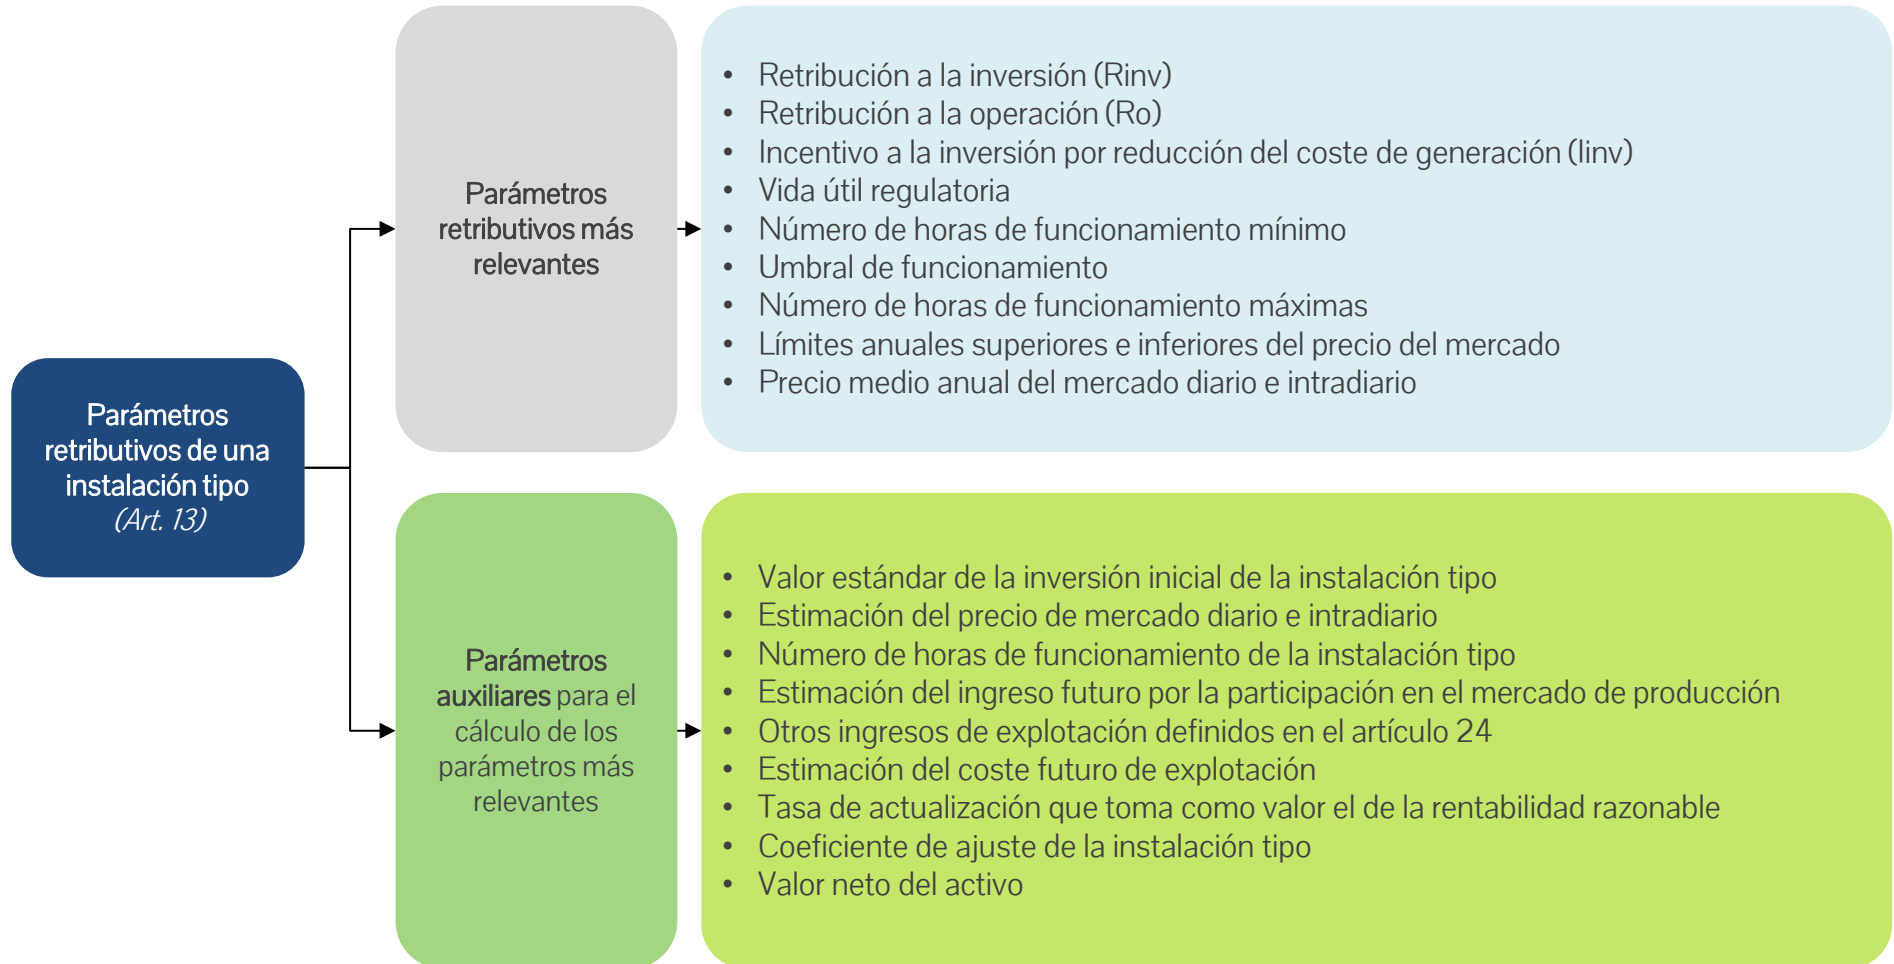 Parámetros
retributivos de una
instalación tipo
(Art. 13)
Parámetros
retributivos más
relevantes
• Retribución a la inversión (Rinv)
• Retribución a la operación (Ro)
• Incentivo a la inversión por reducción del coste de generación (Iinv)
• Vida útil regulatoria
• Número de horas de funcionamiento mínimo
• Umbral de funcionamiento
• Número de horas de funcionamiento máximas
• Límites anuales superiores e inferiores del precio del mercado
• Precio medio anual del mercado diario e intradiario
Parámetros
auxiliares para el
cálculo de los
parámetros más
relevantes
• Valor estándar de la inversión inicial de la instalación tipo
• Estimación del precio de mercado diario e intradiario
• Número de horas de funcionamiento de la instalación tipo
• Estimación del ingreso futuro por la participación en el mercado de producción
• Otros ingresos de explotación definidos en el artículo 24
• Estimación del coste futuro de explotación
• Tasa de actualización que toma como valor el de la rentabilidad razonable
• Coeficiente de ajuste de la instalación tipo
• Valor neto del activo